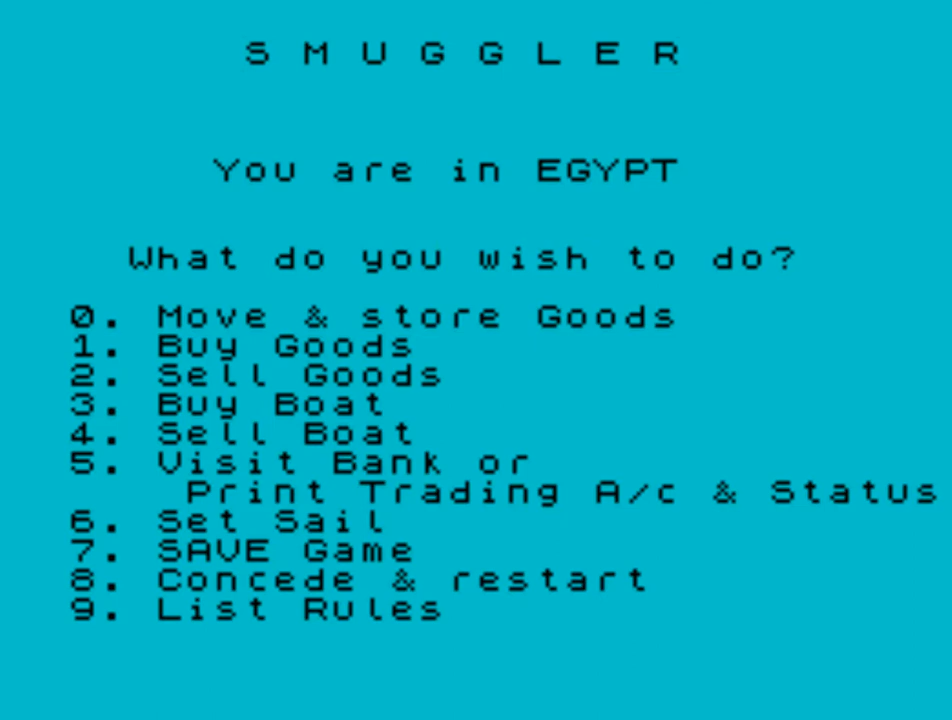 S M U G G L E R
You are in EGYPT
What do you wish to do?
0. Move & store Goods
1. Buy Goods
2. Sell Goods
3. Buy Boat
4. Sell Boat
5. Visit Bank or
Print Trading A/c & Status
6. Set Sail
7. SAVE Game
8. Concede & restart
9. List Rules